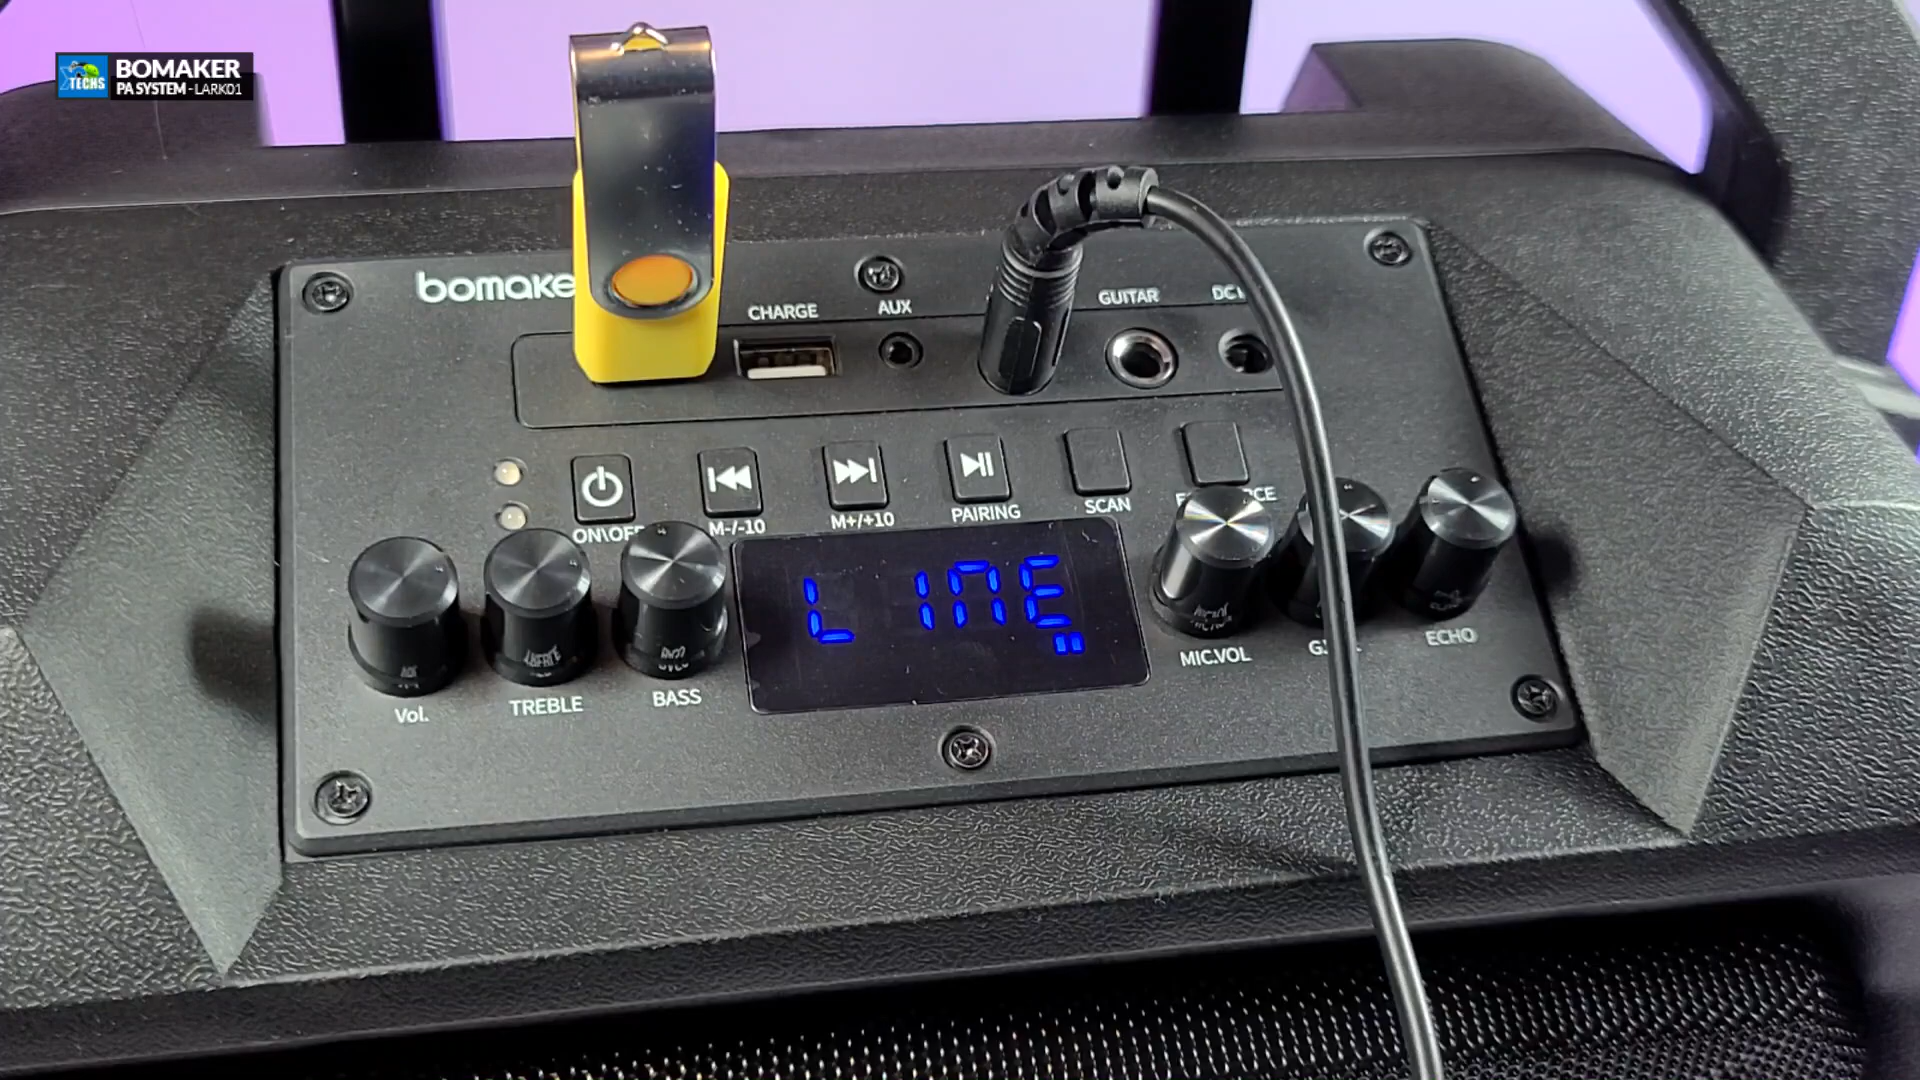 TECHS
BOMAKER
PA SYSTEM - LARK01
bomake
CHARGE
AUX
GUITAR
ON\OF
M-/-10
M+/+10
PAIRING
SCAN
LINE
Vol.
TREBLE
BASS
MIC.VOL
ECHO